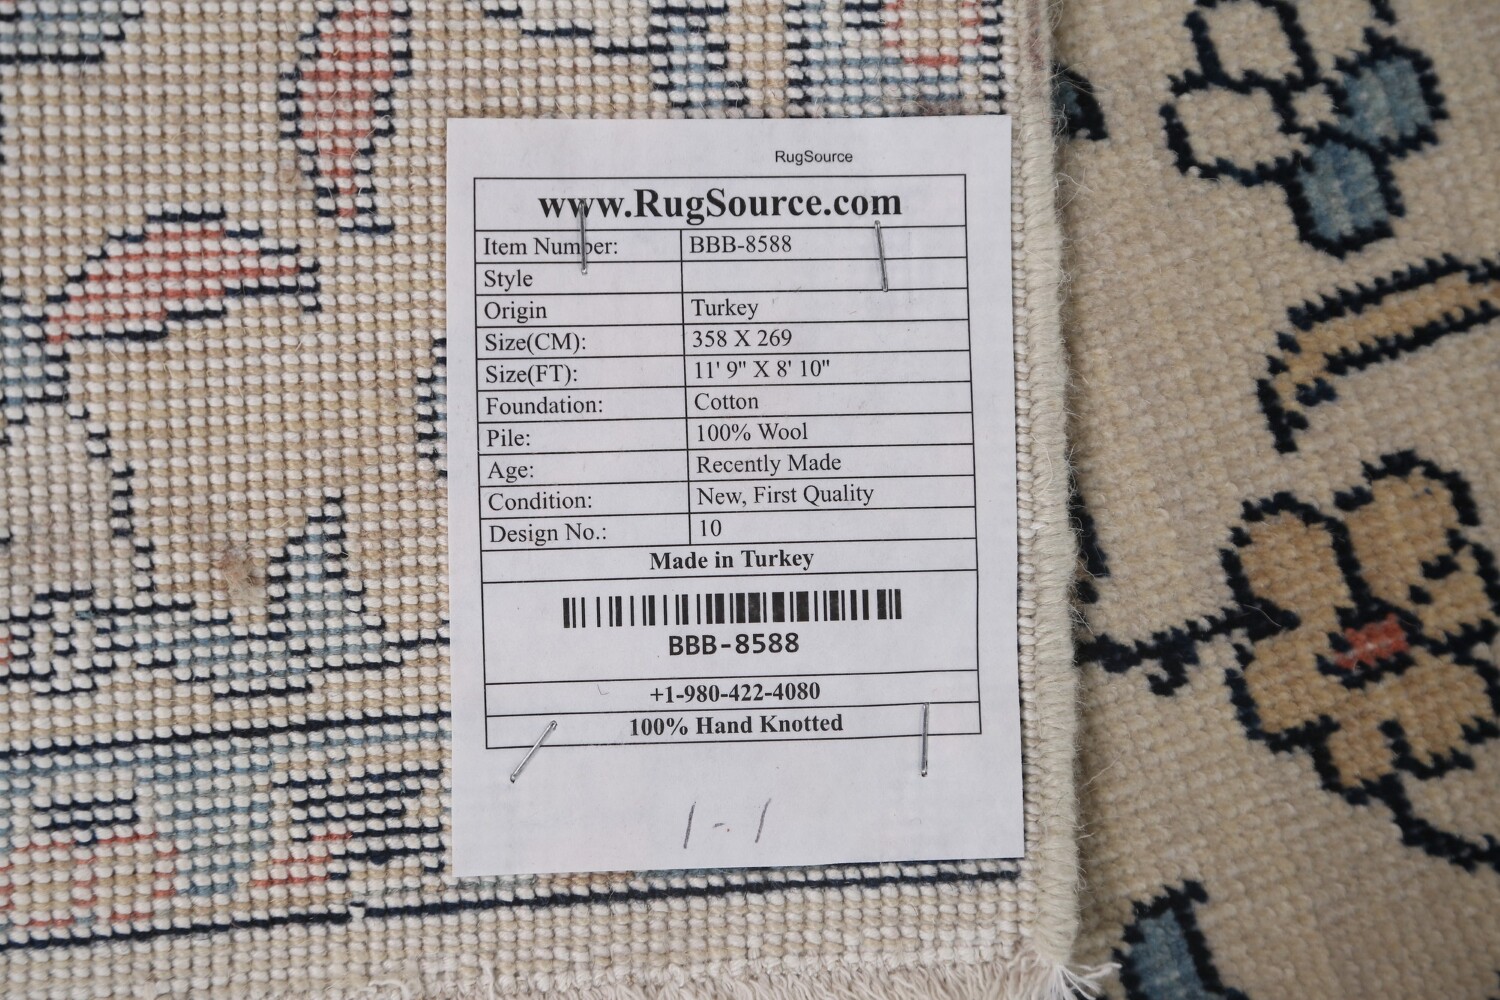 RugSource
www.RugSource.com
Item Number: BBB-8588
Style
Origin Turkey
Size(CM): 358 X 269
Size(FT): 11' 9" X 8' 10"
Foundation: Cotton
Pile: 100% Wool
Age: Recently Made
Condition: New, First Quality
Design No.: 10
Made in Turkey
BBB-8588
+1-980-422-4080
100% Hand Knotted
1-1